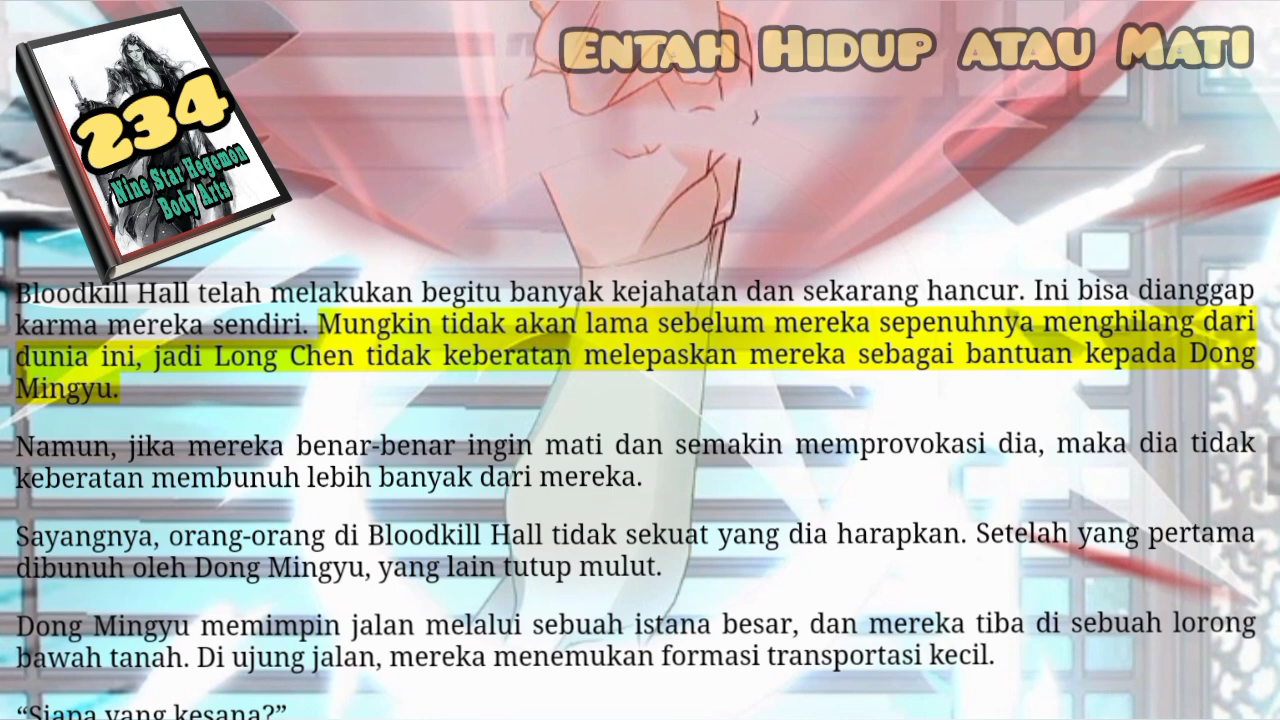 Entah Hidup atau Mati
234
Nine Star Hegemon
Body Arts
Bloodkill Hall telah melakukan begitu banyak kejahatan dan sekarang hancur. Ini bisa dianggap
karma mereka sendiri. Mungkin tidak akan lama sebelum mereka sepenuhnya menghilang dari
dunia ini, jadi Long Chen tidak keberatan melepaskan mereka sebagai bantuan kepada Dong
Mingyu.
Namun, jika mereka benar-benar ingin mati dan semakin memprovokasi dia, maka dia tidak
keberatan membunuh lebih banyak dari mereka.
Sayangnya, orang-orang di Bloodkill Hall tidak sekuat yang dia harapkan. Setelah yang pertama
dibunuh oleh Dong Mingyu, yang lain tutup mulut.
Dong Mingyu memimpin jalan melalui sebuah istana besar, dan mereka tiba di sebuah lorong
bawah tanah. Di ujung jalan, mereka menemukan formasi transportasi kecil.
“Siapa yang kesana?”